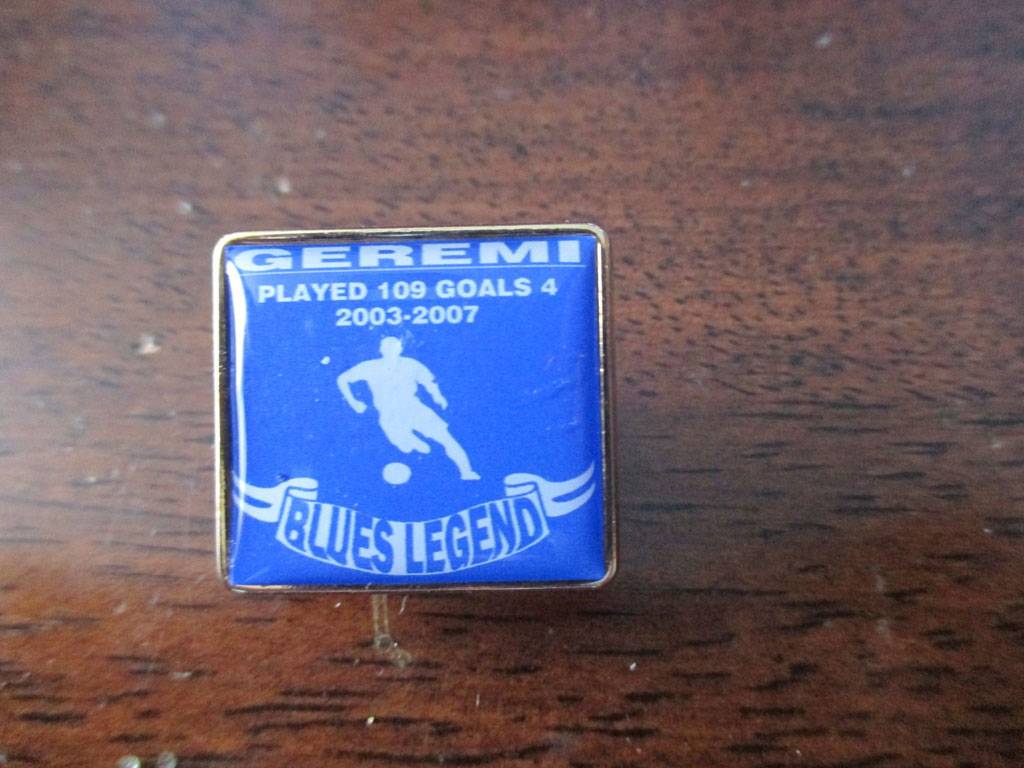 GEREMI
PLAYED 109 GOALS 4
2003-2007
BLUES LEGEND